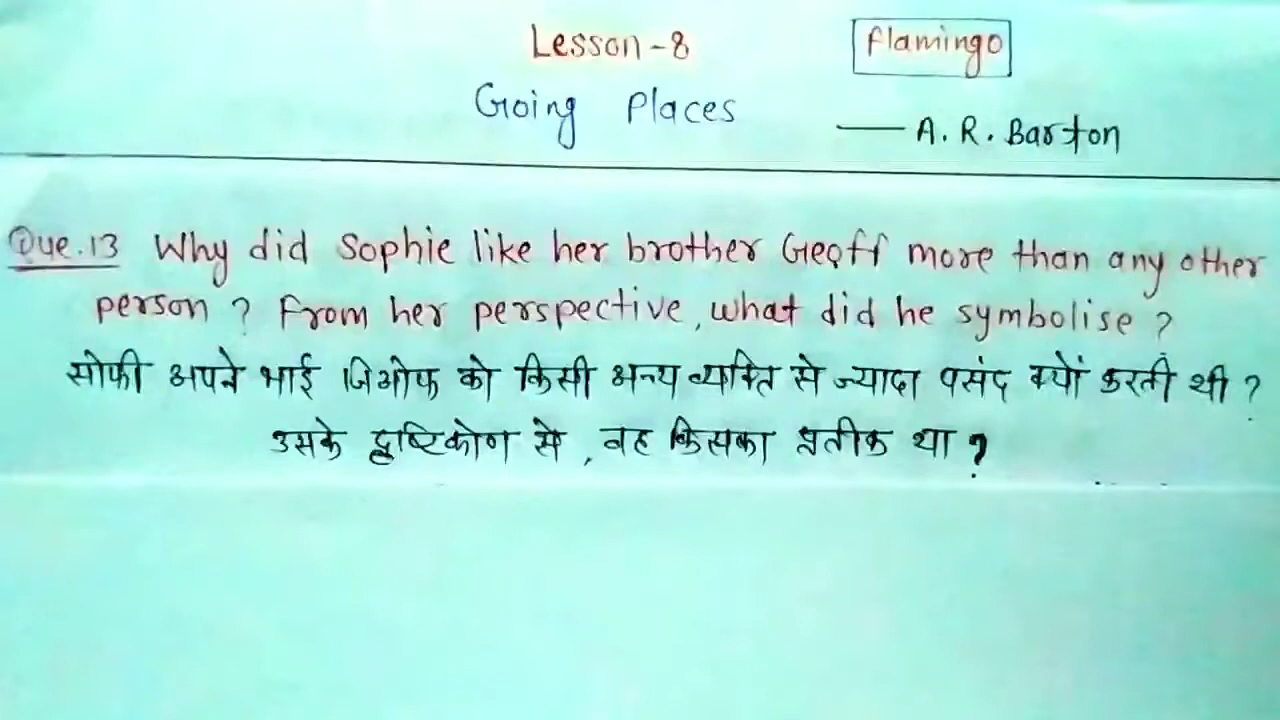 Lesson-8
Flamingo
Going Places
— A. R. Barton
Que.13 Why did Sophie like her brother Geoff more than any other
person? From her perspective, what did he symbolise?
सोफी अपने भाई जिओफ को किसी अन्य व्यक्ति से ज्यादा पसंद क्यों करती थी?
उसके दृष्टिकोण से, वह किसका प्रतीक था?